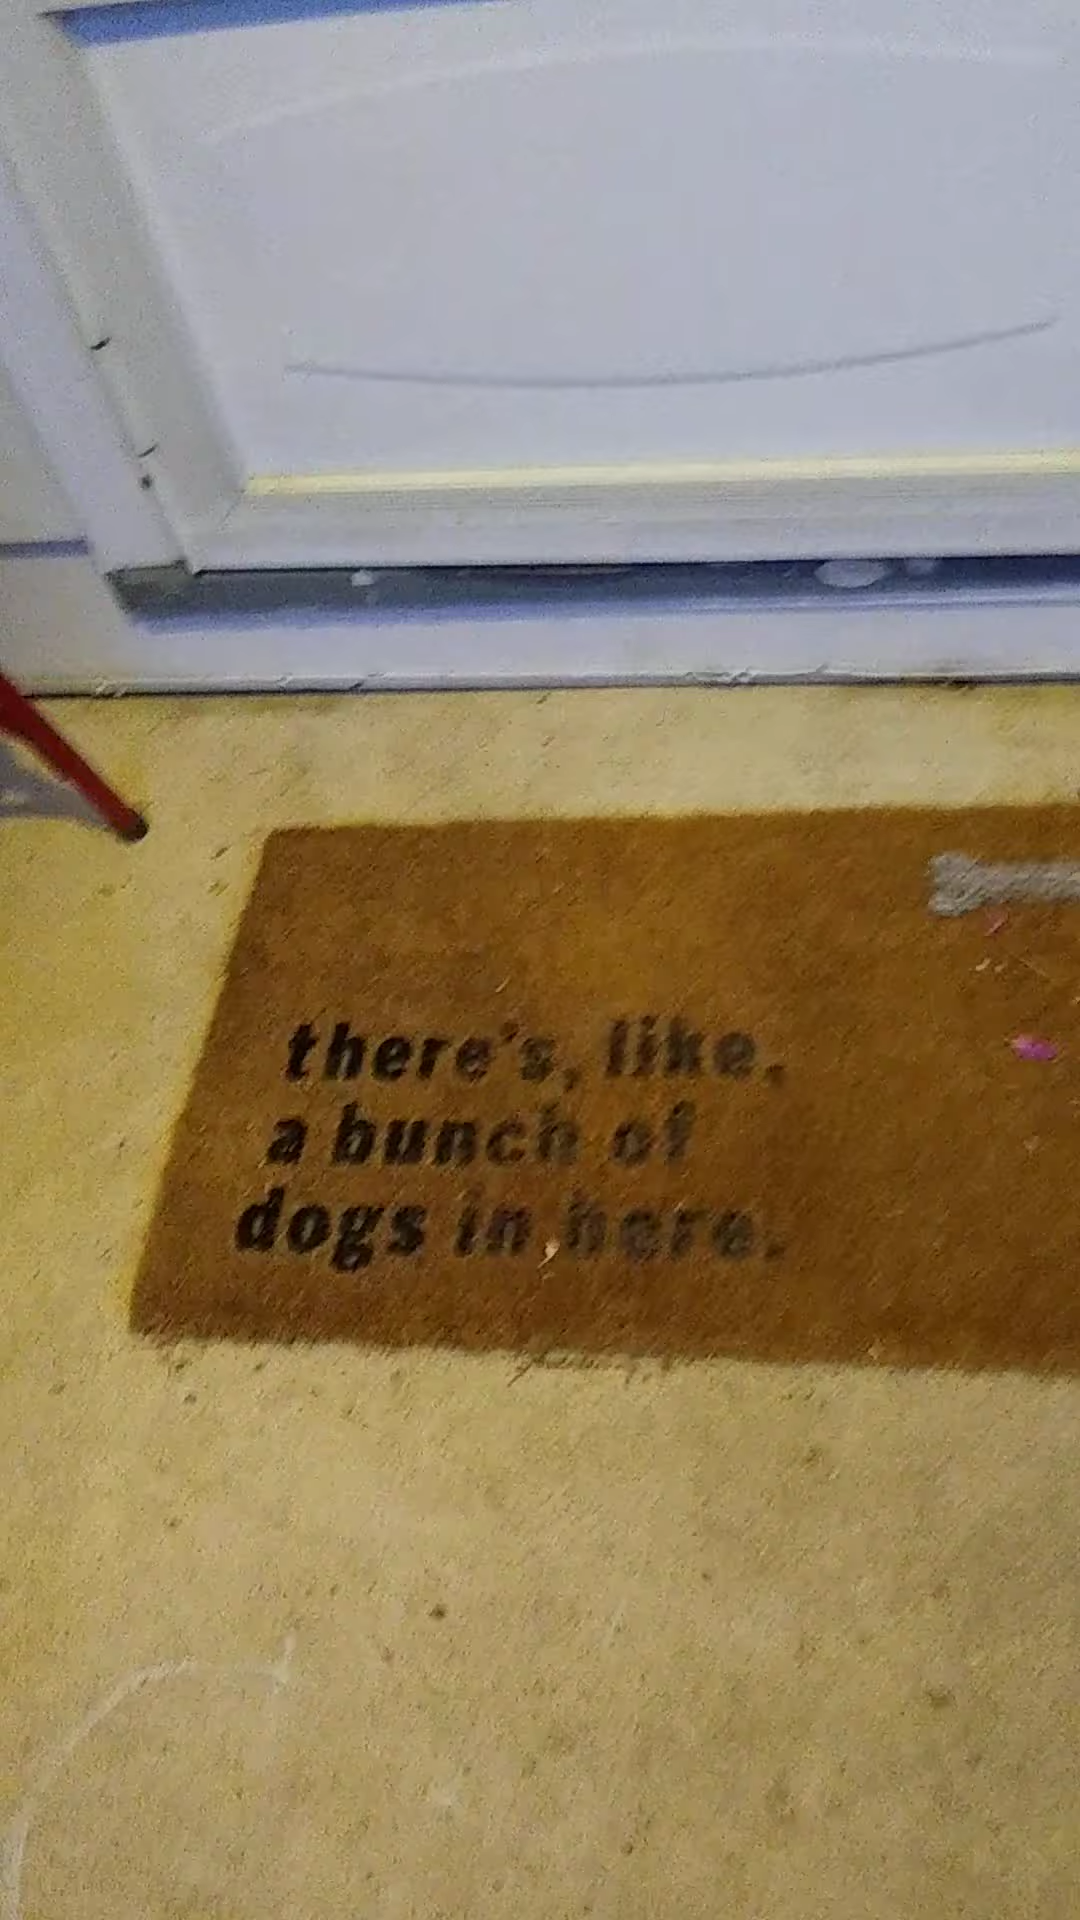 there's, like,
a bunch of
dogs in here.